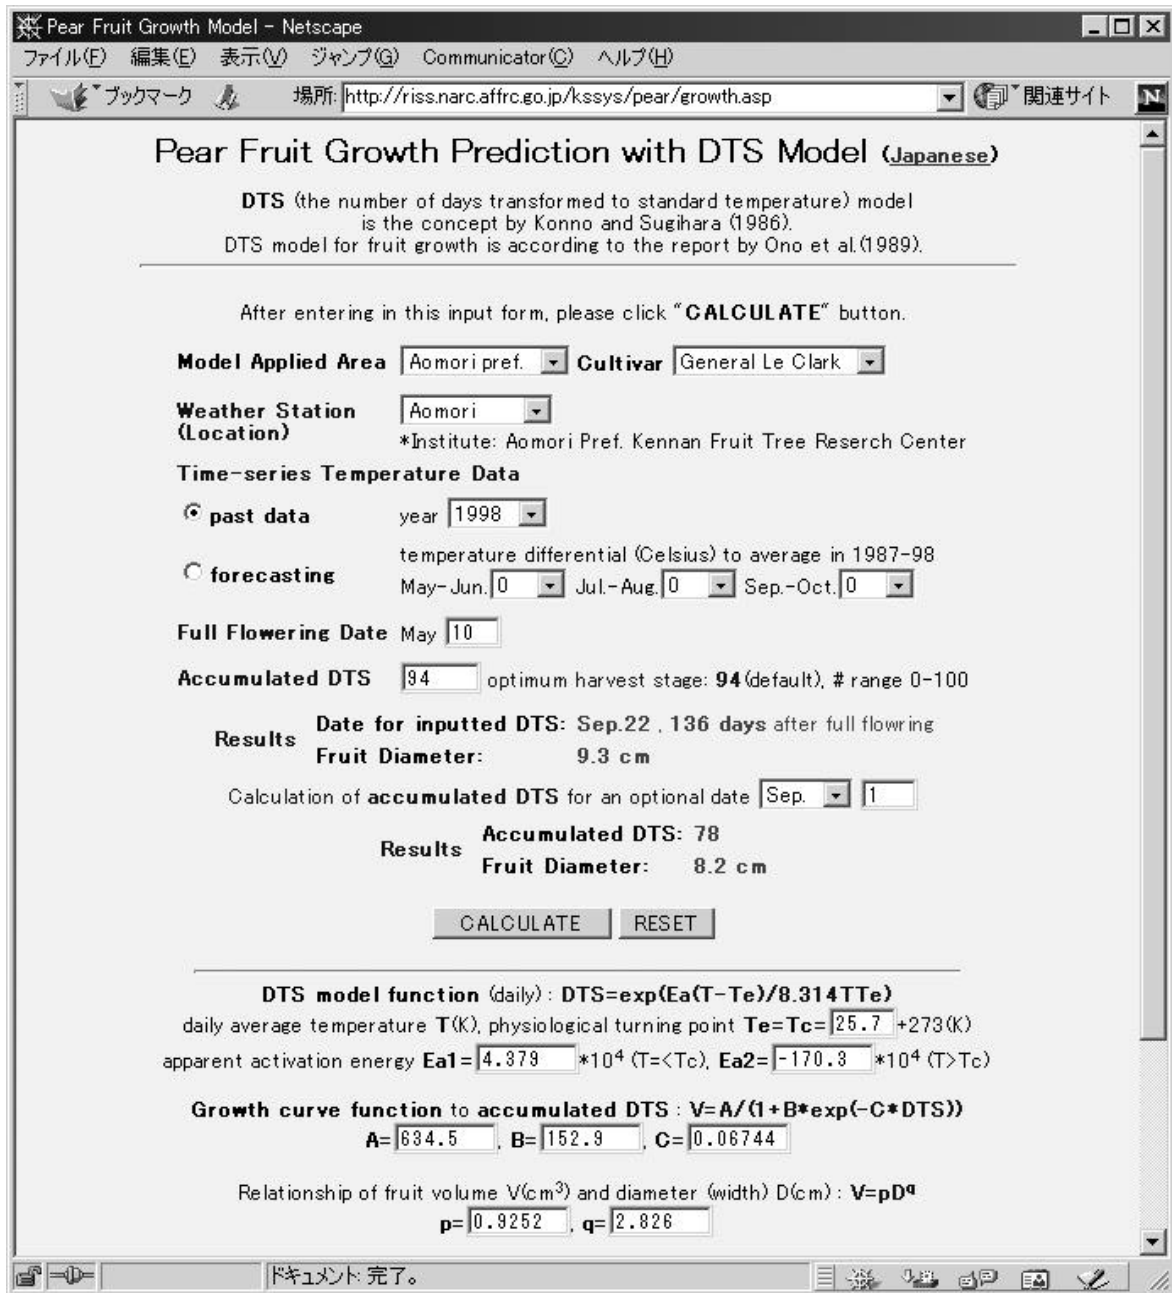 Pear Fruit Growth Model - Netscape
ファイル(F) 編集(E) 表示(V) ジャンプ(G) Communicator(C) ヘルプ(H)
ブックマーク 場所: http://riss.narc.affrc.go.jp/kssys/pear/growth.asp 関連サイト N
Pear Fruit Growth Prediction with DTS Model (Japanese)
DTS (the number of days transformed to standard temperature) model
is the concept by Konno and Sugihara (1986).
DTS model for fruit growth is according to the report by Ono et al.(1989).
After entering in this input form, please click "CALCULATE" button.
Model Applied Area Aomori pref. Cultivar General Le Clark
Weather Station Aomori
(Location)
*Institute: Aomori Pref. Kennan Fruit Tree Reserch Center
Time-series Temperature Data
past data year 1998
temperature differential (Celsius) to average in 1987-98
forecasting May-Jun. 0 Jul.-Aug. 0 Sep.-Oct. 0
Full Flowering Date May 10
Accumulated DTS 94 optimum harvest stage: 94(default), # range 0-100
Results Date for inputted DTS: Sep.22 , 136 days after full flowring
Fruit Diameter: 9.3 cm
Calculation of accumulated DTS for an optional date Sep. 1
Results Accumulated DTS: 78
Fruit Diameter: 8.2 cm
CALCULATE RESET
DTS model function (daily) : DTS=exp(Ea(T-Te)/8.314TTe)
daily average temperature T(K), physiological turning point Te=Tc= 25.7 +273(K)
apparent activation energy Ea1= 4.379 *10⁴ (T=<Tc), Ea2= -170.3 *10⁴ (T>Tc)
Growth curve function to accumulated DTS : V=A/(1+B*exp(-C*DTS))
A= 634.5 , B= 152.9 , C= 0.06744
Relationship of fruit volume V(cm³) and diameter (width) D(cm) : V=pD^q
p= 0.9252 , q= 2.826
ドキュメント: 完了。